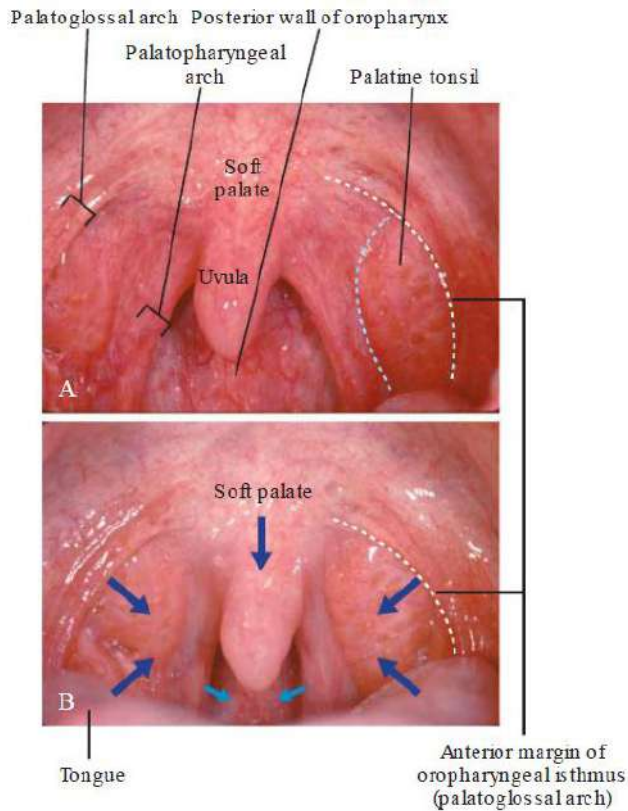 Palatoglossal arch
Posterior wall of oropharynx
Palatopharyngeal
arch
Palatine tonsil
Soft
palate
Uvula
A
Soft palate
B
Tongue
Anterior margin of
oropharyngeal isthmus
(palatoglossal arch)